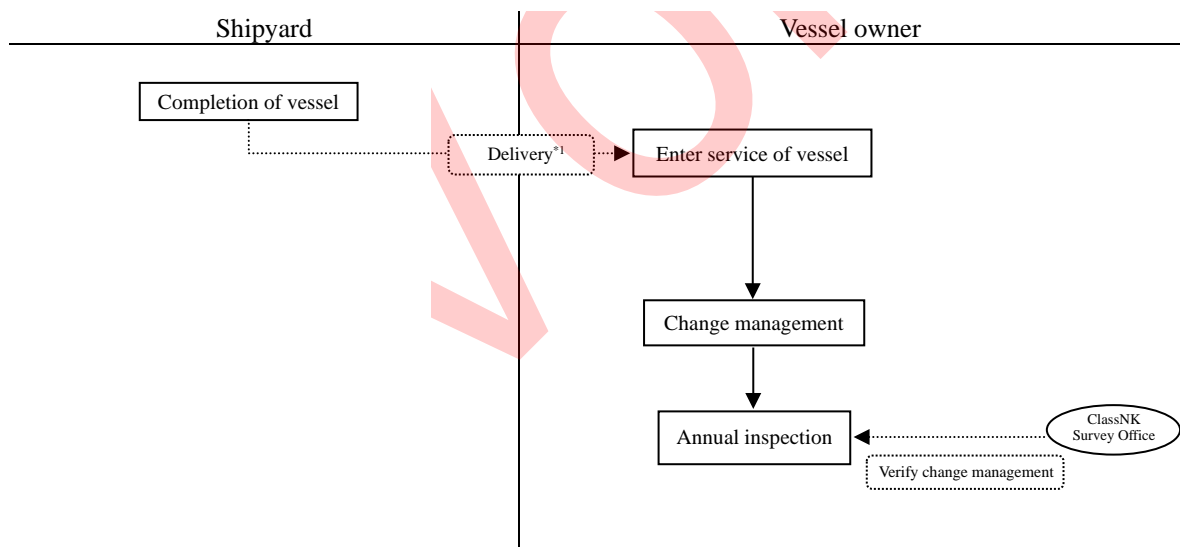 Shipyard
Vessel owner
Completion of vessel
Delivery*1
Enter service of vessel
Change management
Annual inspection
ClassNK
Survey Office
Verify change management